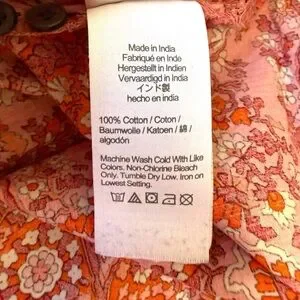 Made in India
Fabriqué en Inde
Hergestellt in Indien
Vervaardigd in India
インド製
hecho en india
100% Cotton / Coton /
Baumwolle / Katoen / 綿 /
algodón
Machine Wash Cold With Like
Colors. Non-Chlorine Bleach
Only. Tumble Dry Low. Iron on
Lowest Setting.